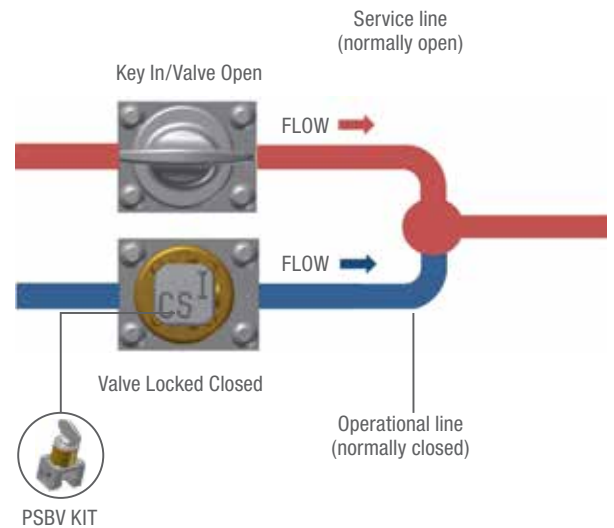 Service line
(normally open)
Key In/Valve Open
FLOW
FLOW
CS I
Valve Locked Closed
Operational line
(normally closed)
PSBV KIT